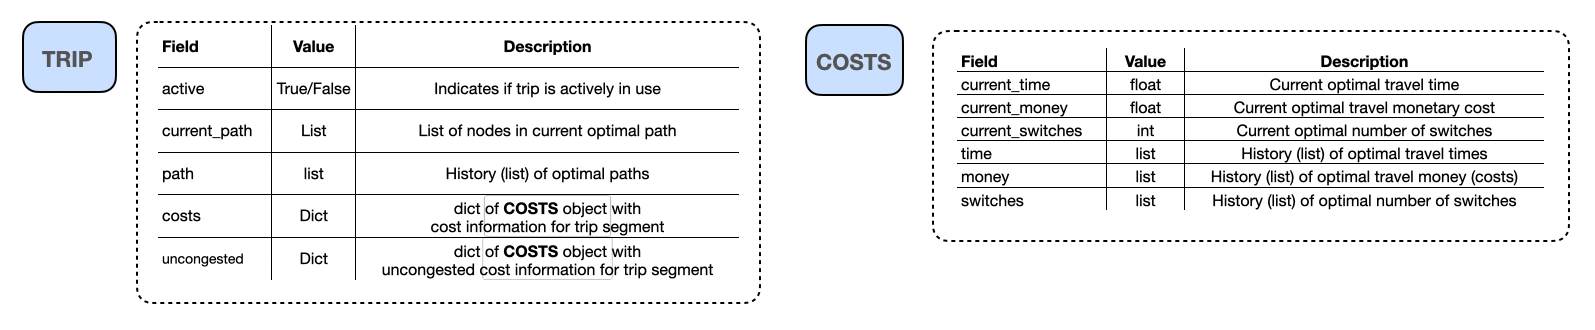 TRIP
Field Value Description
active True/False Indicates if trip is actively in use
current_path List List of nodes in current optimal path
path list History (list) of optimal paths
costs Dict dict of COSTS object with
cost information for trip segment
uncongested Dict dict of COSTS object with
uncongested cost information for trip segment
COSTS
Field Value Description
current_time float Current optimal travel time
current_money float Current optimal travel monetary cost
current_switches int Current optimal number of switches
time list History (list) of optimal travel times
money list History (list) of optimal travel money (costs)
switches list History (list) of optimal number of switches